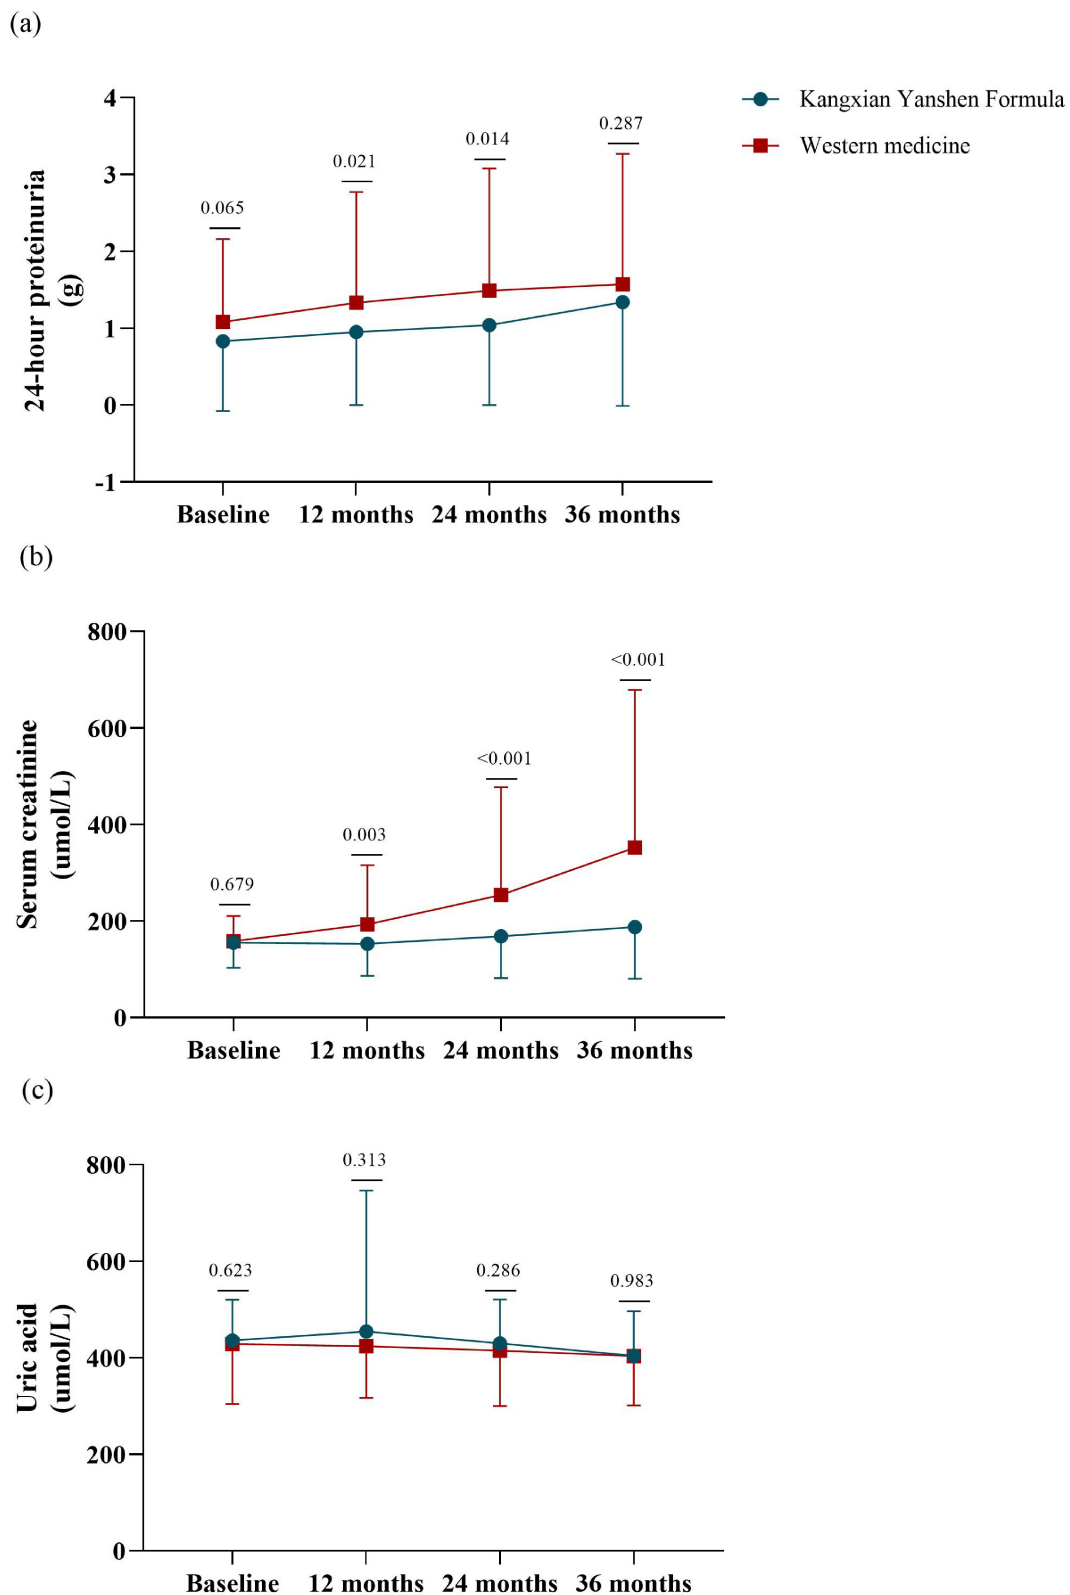 (a)
Kangxian Yanshen Formula
Western medicine
24-hour proteinuria
(g)
4
3
2
1
0
-1
0.065
0.021
0.014
0.287
Baseline
12 months
24 months
36 months
(b)
Serum creatinine
(umol/L)
800
600
400
200
0
0.679
0.003
<0.001
<0.001
Baseline
12 months
24 months
36 months
(c)
Uric acid
(umol/L)
800
600
400
200
0
0.623
0.313
0.286
0.983
Baseline
12 months
24 months
36 months